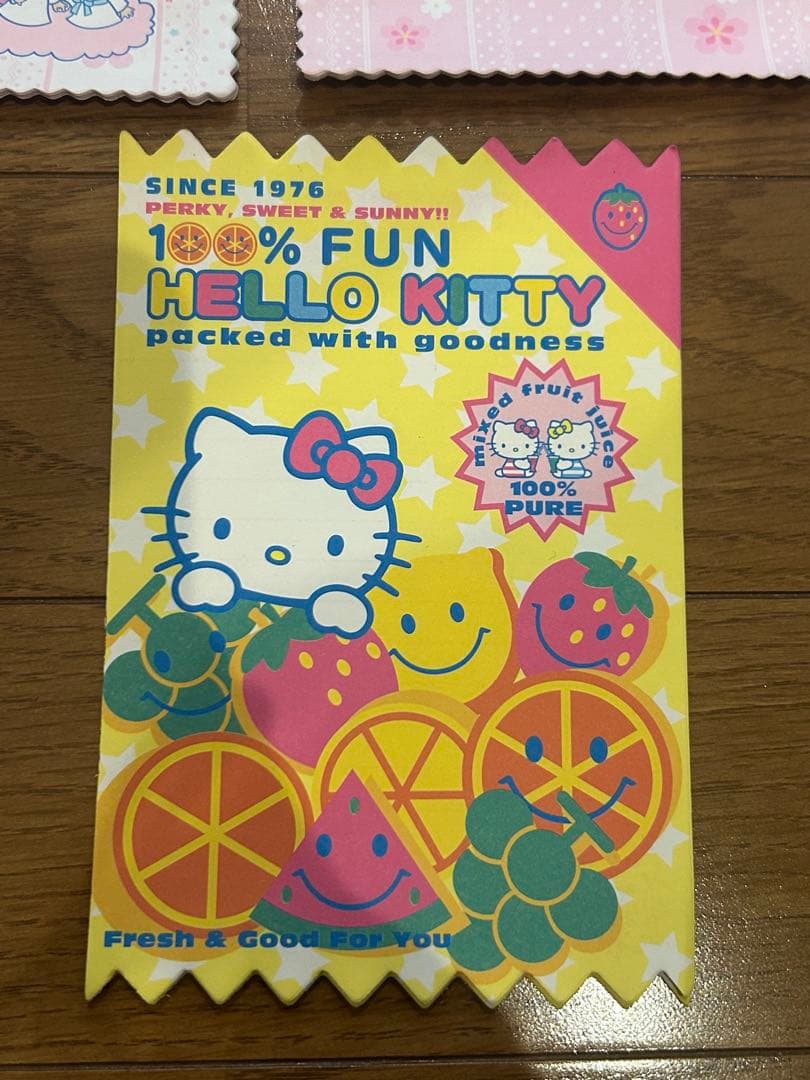 SINCE 1976
PERKY, SWEET & SUNNY!!
100% FUN
HELLO KITTY
packed with goodness
mixed fruit juice
100%
PURE
Fresh & Good For You